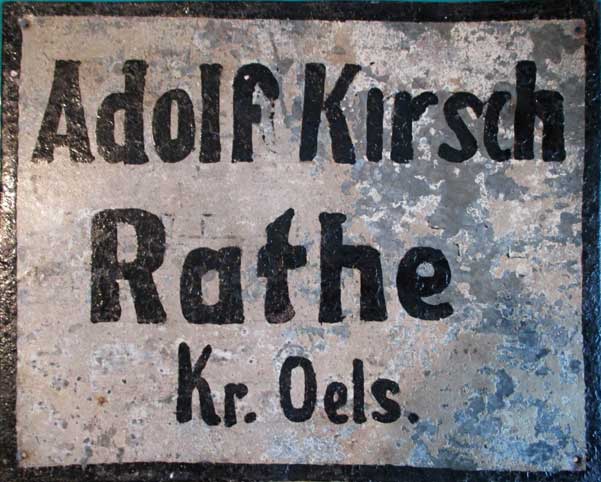 Adolf Kirsch
Rathe
Kr. Oels.